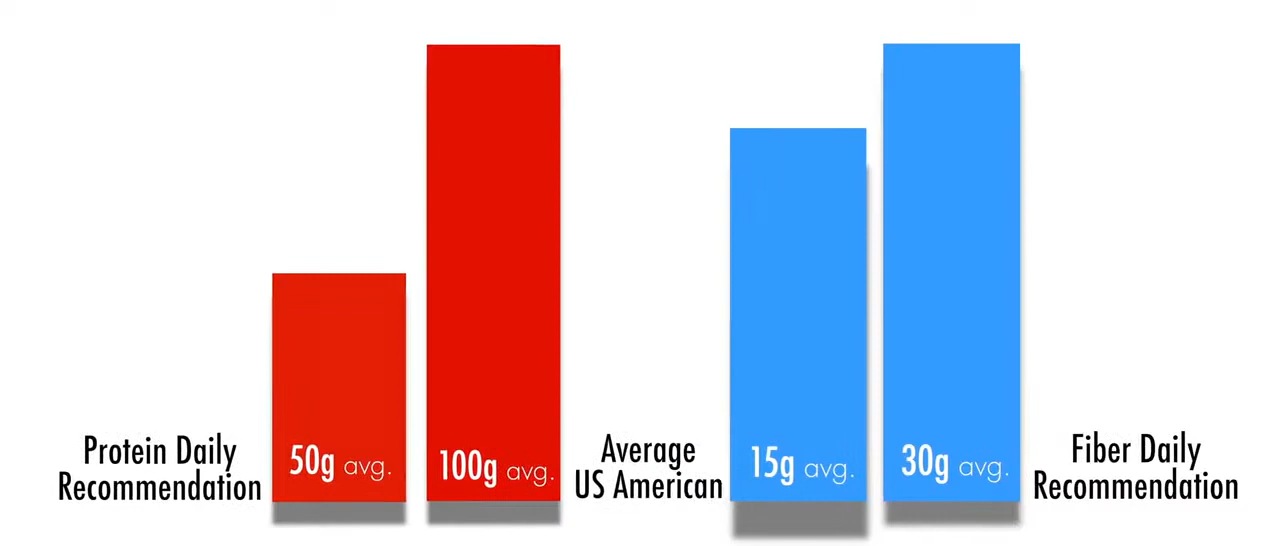 Protein Daily
Recommendation
50g avg.
100g avg.
Average
US American
15g avg.
30g avg.
Fiber Daily
Recommendation